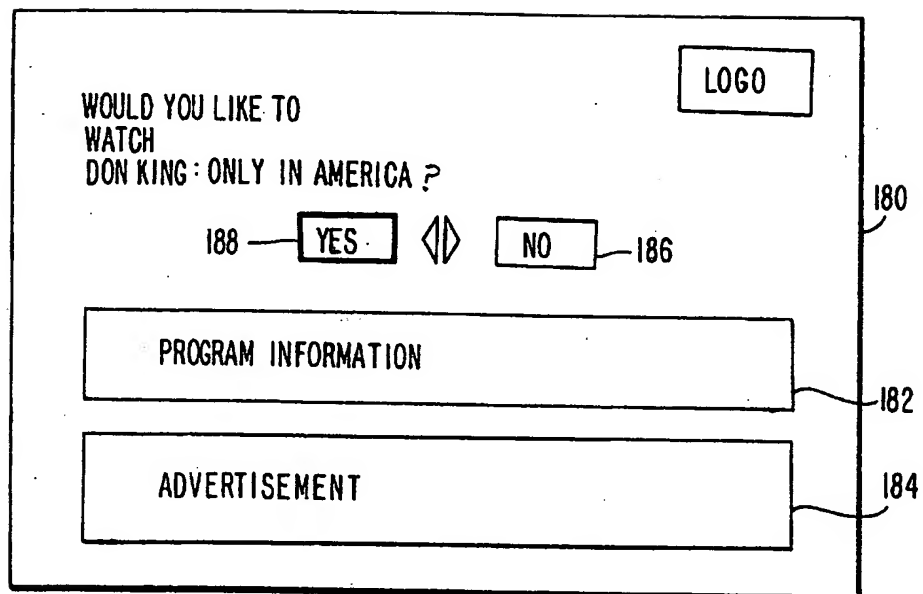 LOGO
WOULD YOU LIKE TO
WATCH
DON KING: ONLY IN AMERICA ?
180
188 YES NO 186
PROGRAM INFORMATION
182
ADVERTISEMENT
184